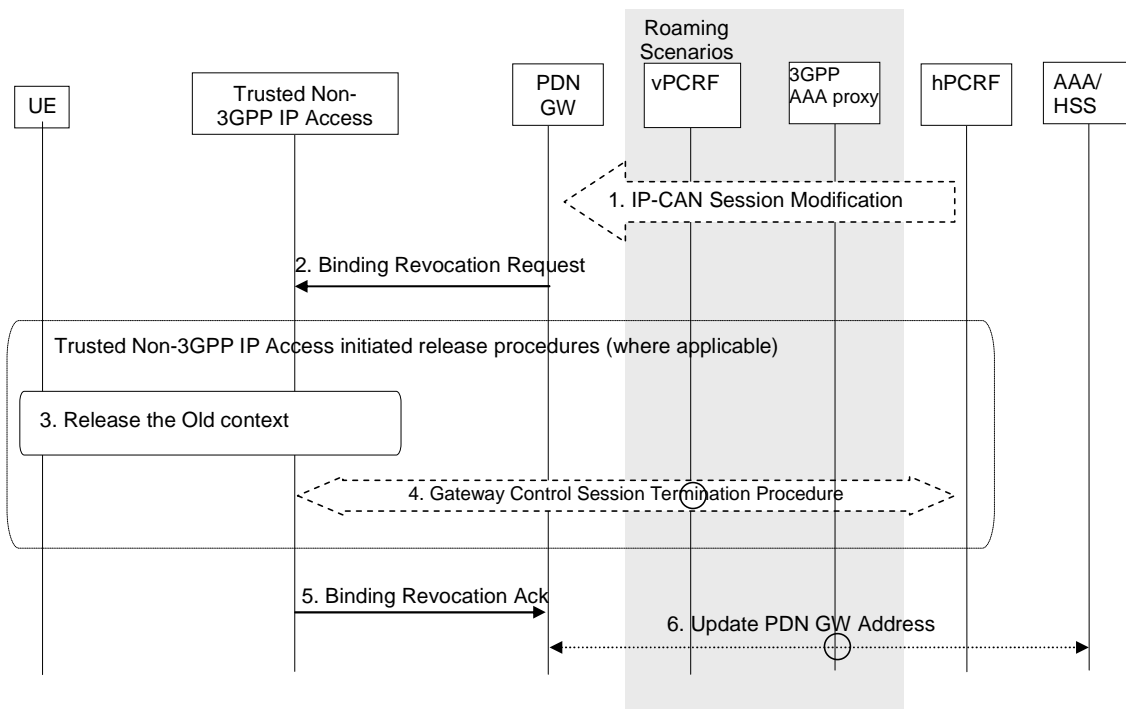 Roaming
Scenarios
UE
Trusted Non-
3GPP IP Access
PDN
GW
vPCRF
3GPP
AAA proxy
hPCRF
AAA/
HSS
1. IP-CAN Session Modification
2. Binding Revocation Request
Trusted Non-3GPP IP Access initiated release procedures (where applicable)
3. Release the Old context
4. Gateway Control Session Termination Procedure
5. Binding Revocation Ack
6. Update PDN GW Address